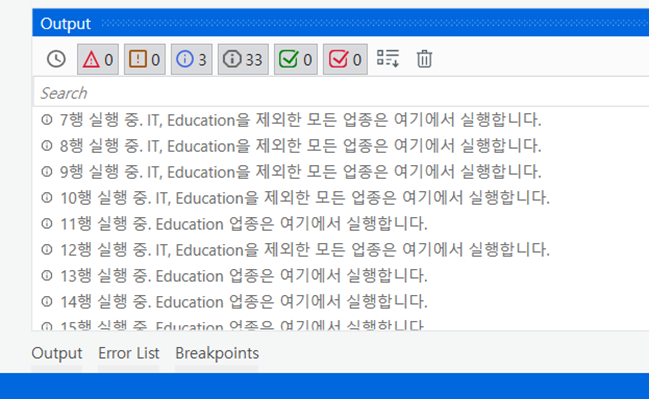 Output
0 0 3 33 0 0
Search
7행 실행 중. IT, Education을 제외한 모든 업종은 여기에서 실행합니다.
8행 실행 중. IT, Education을 제외한 모든 업종은 여기에서 실행합니다.
9행 실행 중. IT, Education을 제외한 모든 업종은 여기에서 실행합니다.
10행 실행 중. IT, Education을 제외한 모든 업종은 여기에서 실행합니다.
11행 실행 중. Education 업종은 여기에서 실행합니다.
12행 실행 중. IT, Education을 제외한 모든 업종은 여기에서 실행합니다.
13행 실행 중. Education 업종은 여기에서 실행합니다.
14행 실행 중. Education 업종은 여기에서 실행합니다.
15행 실행 중. Education 업종은 여기에서 실행합니다.
Output Error List Breakpoints